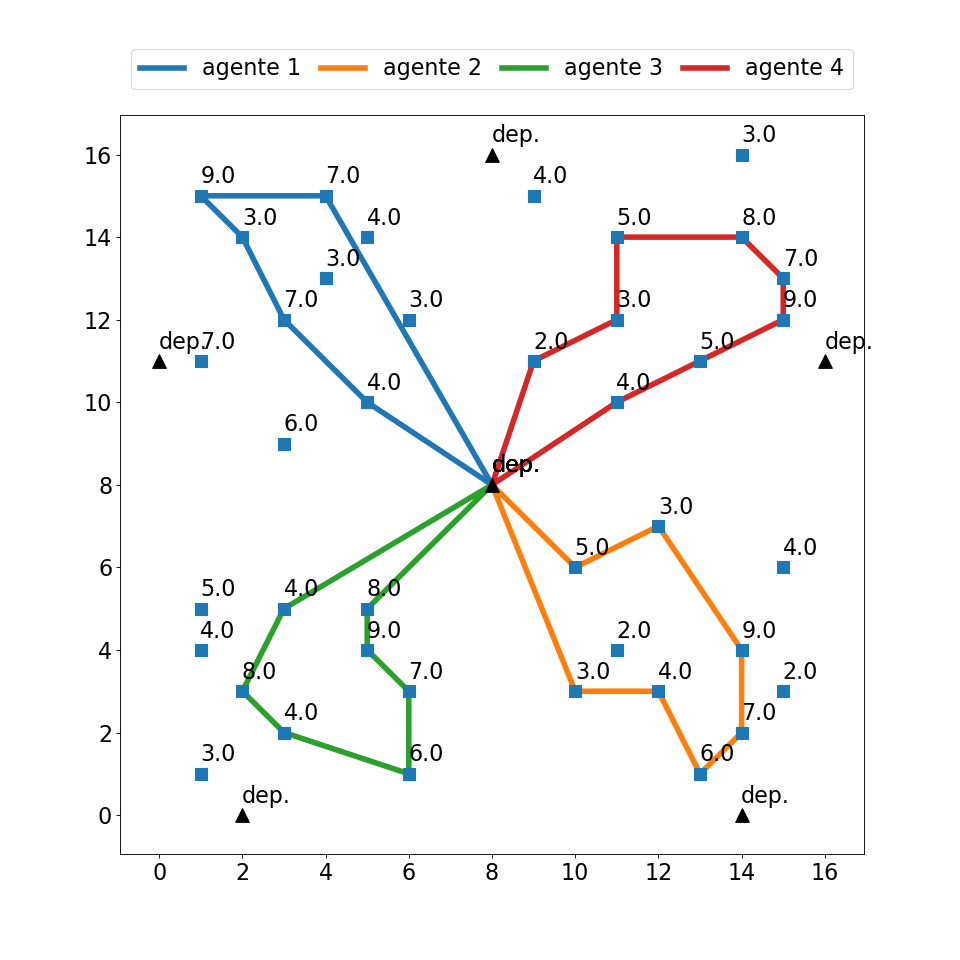 agente 1 agente 2 agente 3 agente 4
16 dep. 3.0
9.0 7.0 4.0
14 3.0 4.0 5.0 8.0
3.0 7.0
12 7.0 3.0 3.0 9.0
dep. 7.0 2.0 5.0 dep.
10 4.0 4.0
6.0
8 dep.
3.0
6 5.0 4.0
5.0 4.0 8.0
4 4.0 9.0 2.0 9.0
8.0 7.0 3.0 4.0 2.0
2 4.0 7.0
3.0 6.0 6.0
0 dep. dep.
0 2 4 6 8 10 12 14 16